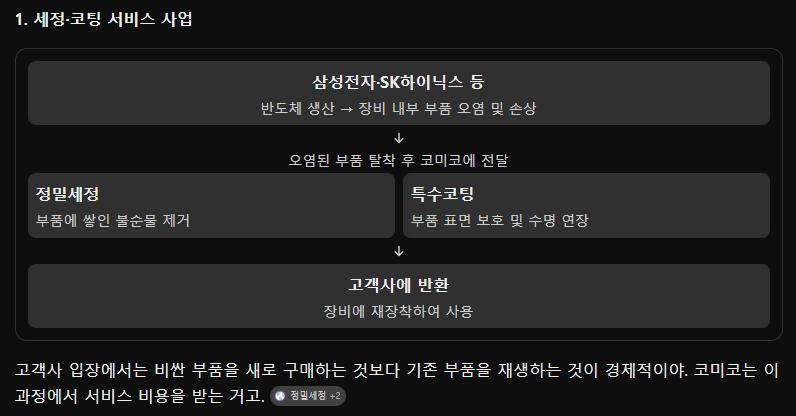 1. 세정·코팅 서비스 사업
삼성전자·SK하이닉스 등
반도체 생산 → 장비 내부 부품 오염 및 손상
↓
오염된 부품 탈착 후 코미코에 전달
정밀세정
부품에 쌓인 불순물 제거
특수코팅
부품 표면 보호 및 수명 연장
↓
고객사에 반환
장비에 재장착하여 사용
고객사 입장에서는 비싼 부품을 새로 구매하는 것보다 기존 부품을 재생하는 것이 경제적이야. 코미코는 이
과정에서 서비스 비용을 받는 거고. 정밀세정 +2